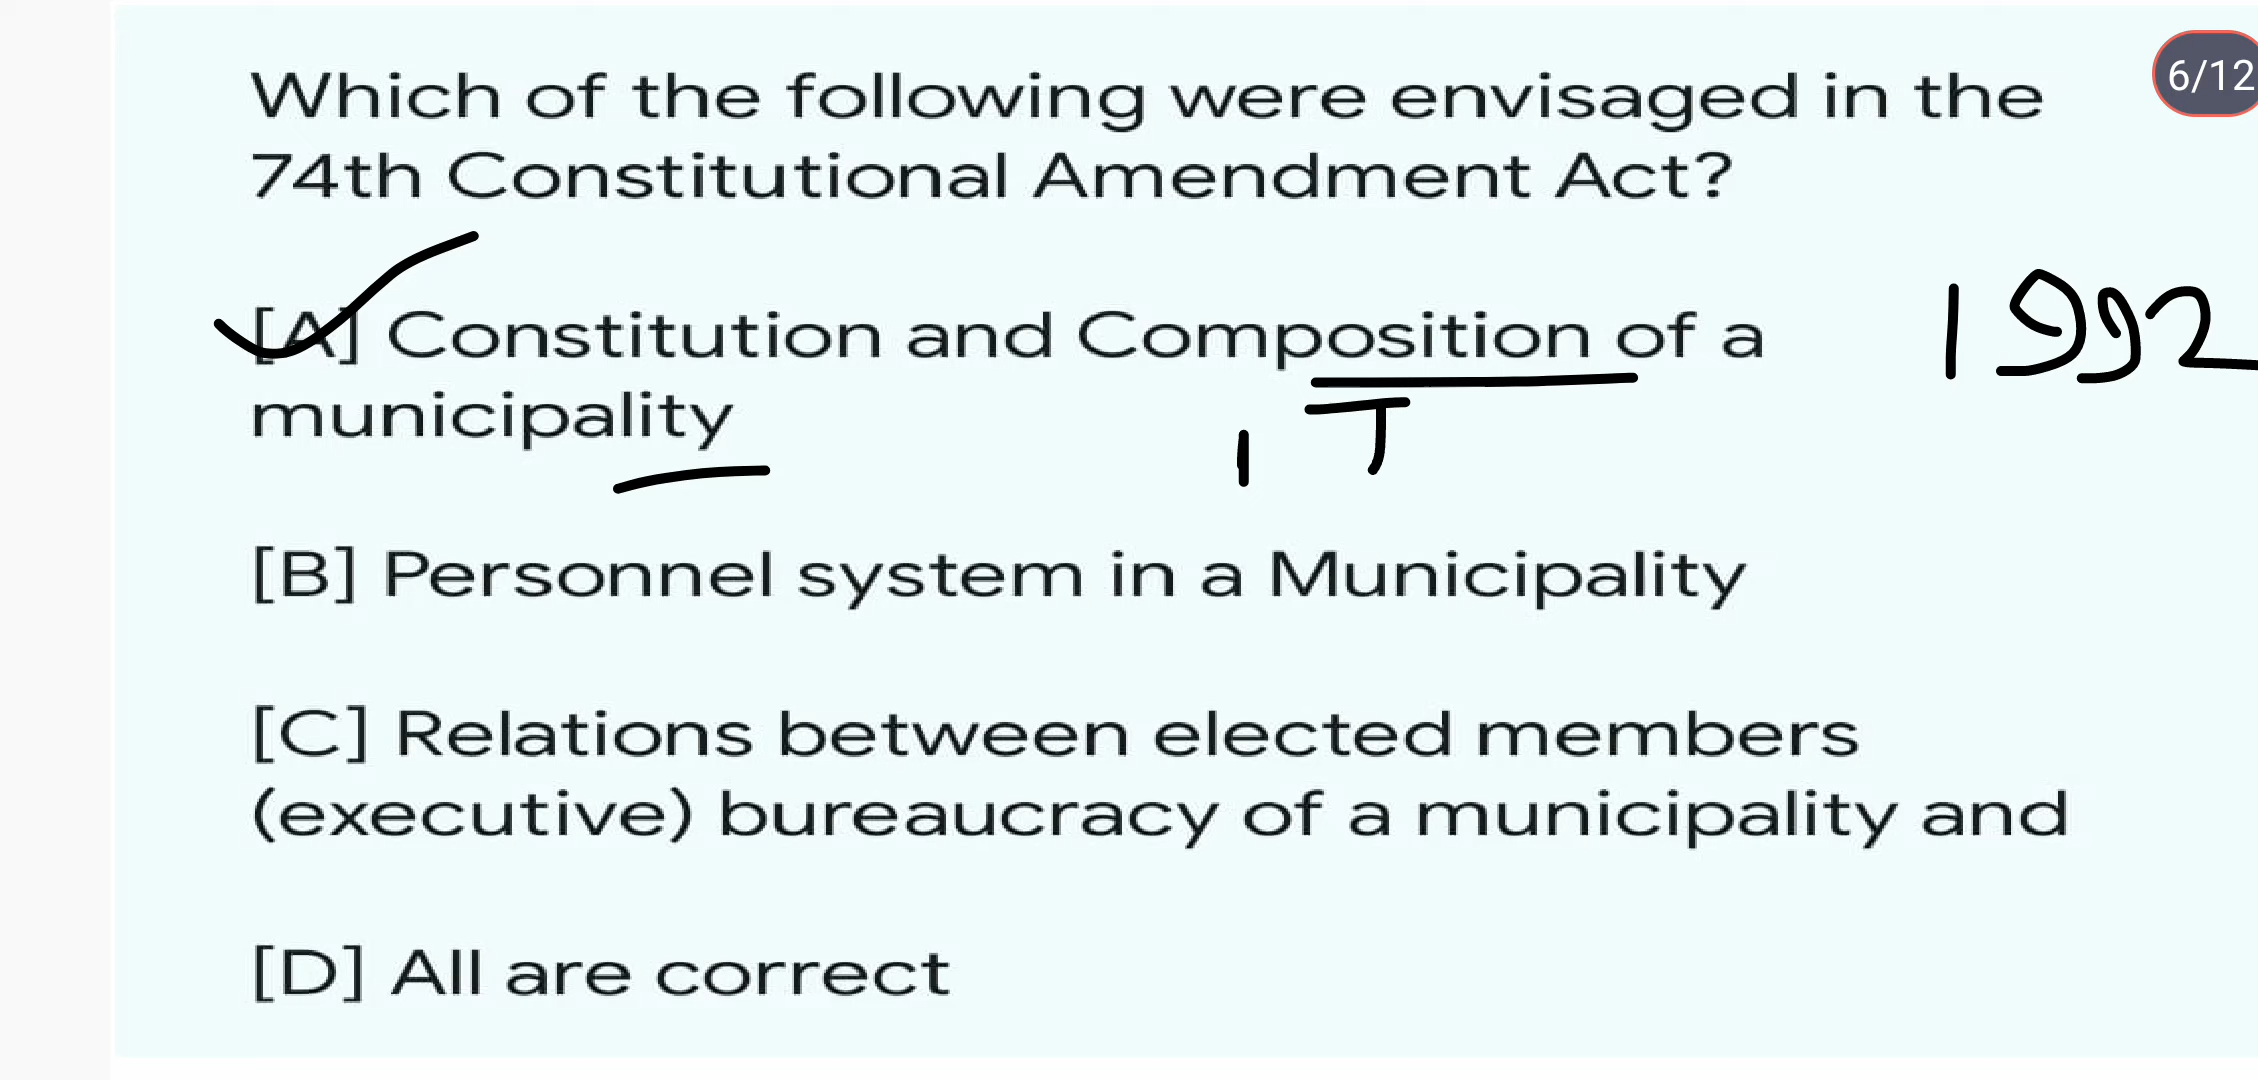 Which of the following were envisaged in the
6/12
74th Constitutional Amendment Act?
[A] Constitution and Composition of a
1992
municipality
[B] Personnel system in a Municipality
[C] Relations between elected members
(executive) bureaucracy of a municipality and
[D] All are correct